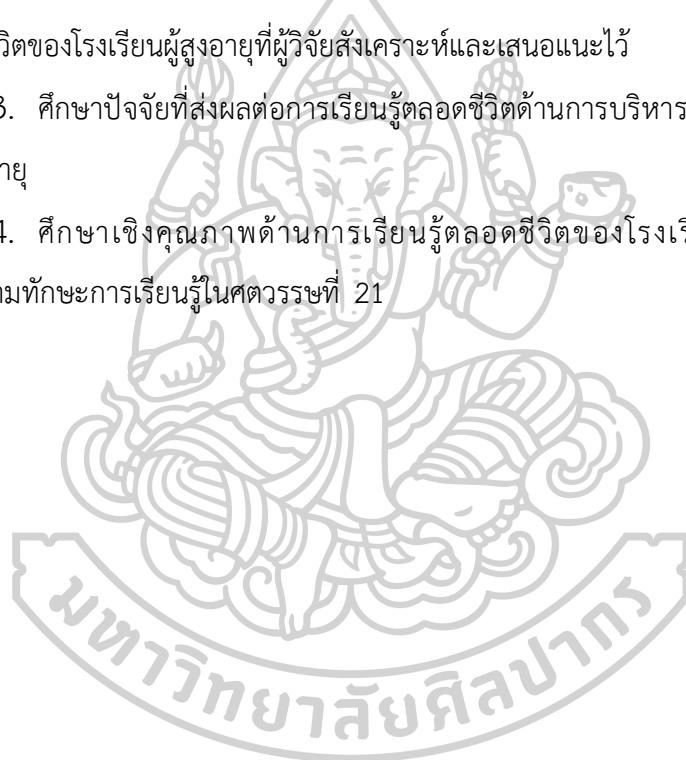 วิตของโรงเรียนผู้สูงอายุที่ผู้วิจัยสังเคราะห์และเสนอแนะไว้
3. ศึกษาปัจจัยที่ส่งผลต่อการเรียนรู้ตลอดชีวิตด้านการบริหาร
ายุ
4. ศึกษาเชิงคุณภาพด้านการเรียนรู้ตลอดชีวิตของโรงเรี
ามทักษะการเรียนรู้ในศตวรรษที่ 21
มหาวิทยาลัยศิลปากร